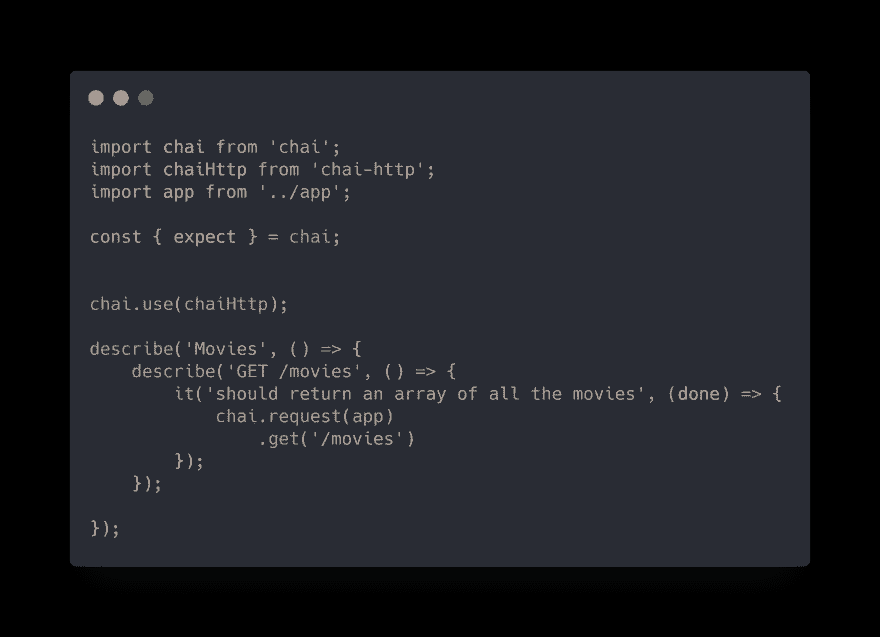 import chai from 'chai';
import chaiHttp from 'chai-http';
import app from '../app';
const { expect } = chai;
chai.use(chaiHttp);
describe('Movies', () => {
    describe('GET /movies', () => {
        it('should return an array of all the movies', (done) => {
            chai.request(app)
                .get('/movies')
        });
    });
});